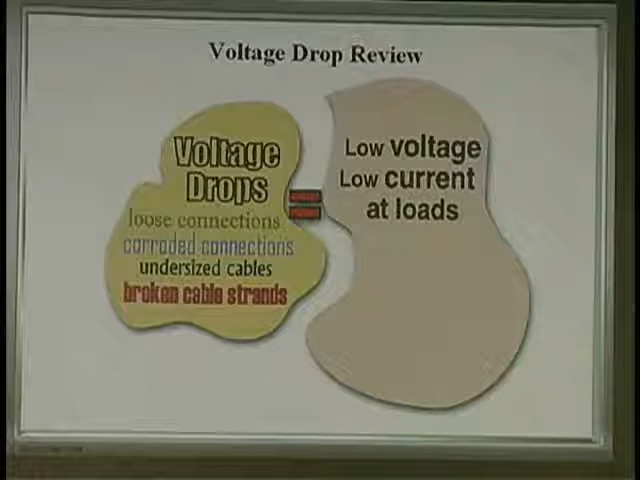 Voltage Drop Review
Voltage
Drops
loose connections
corroded connections
undersized cables
broken cable strands
Low voltage
Low current
at loads